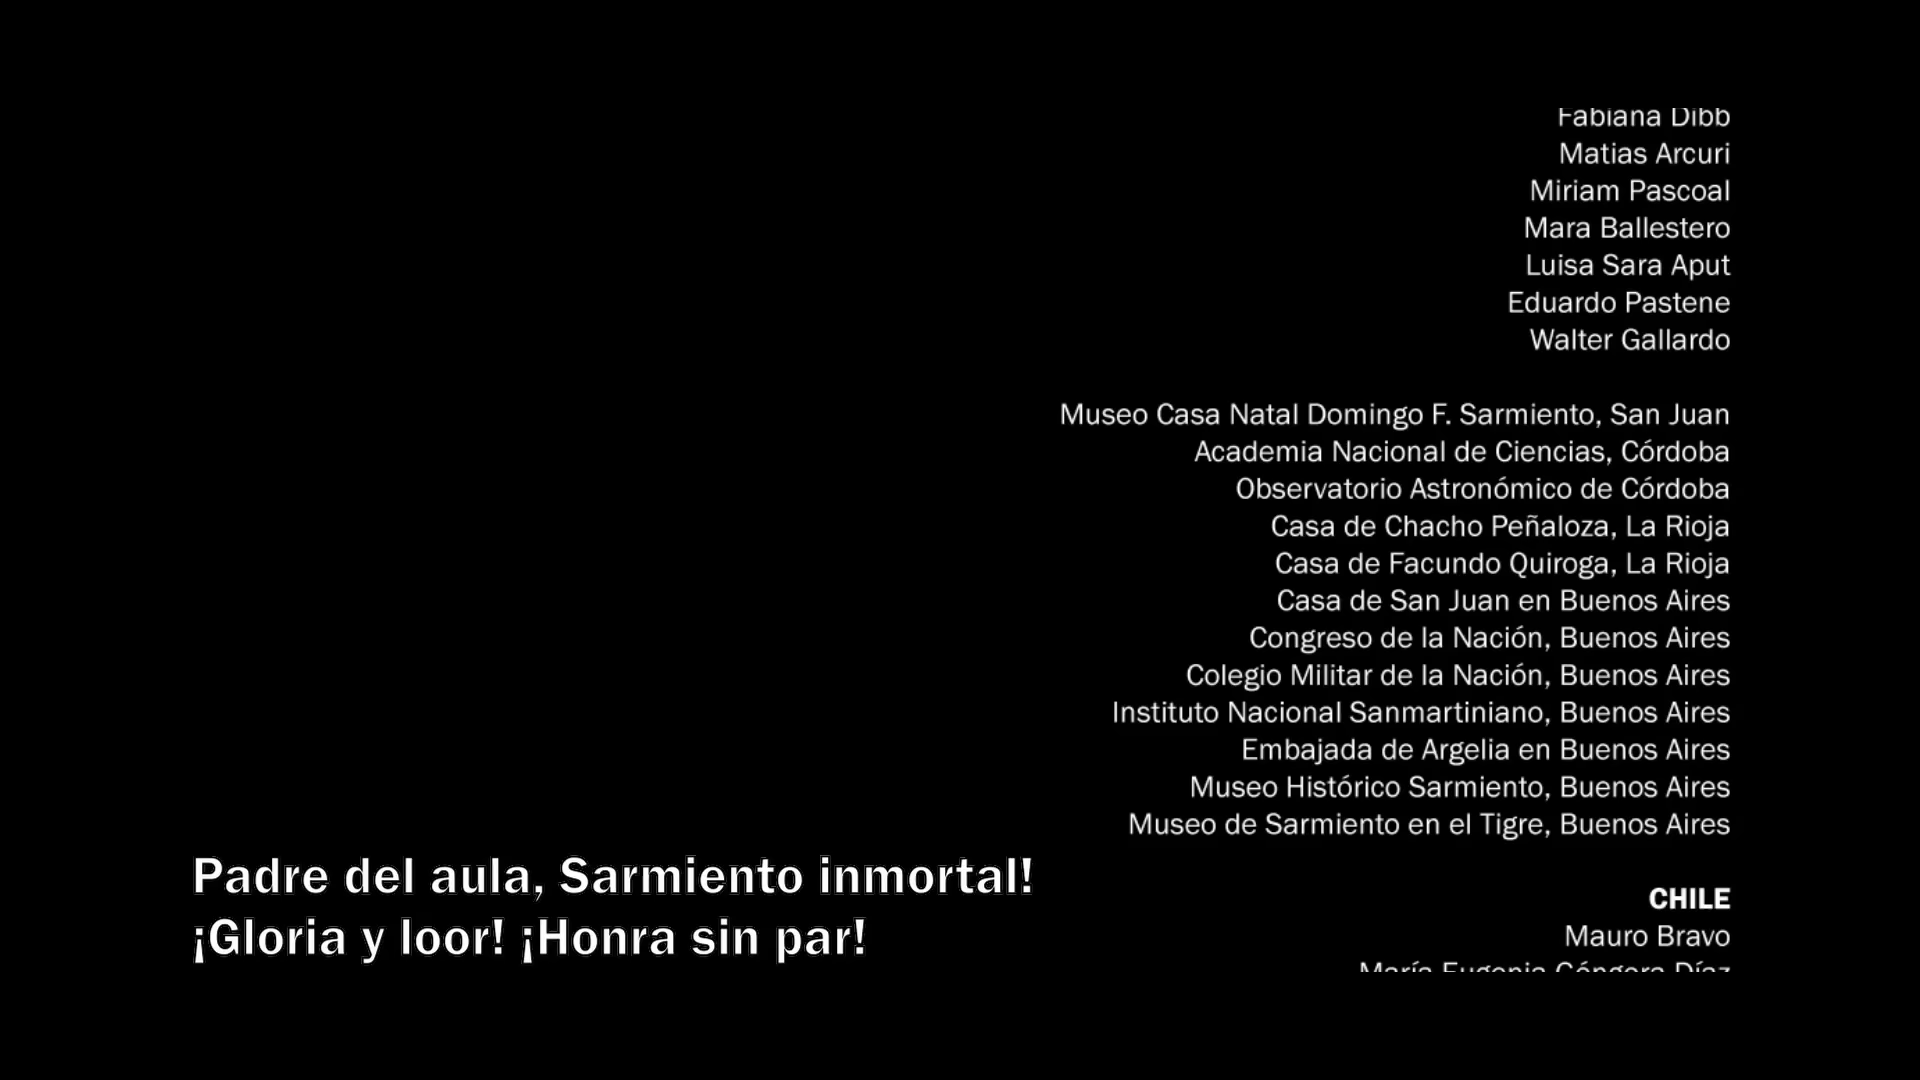 Fabiana Dibb
Matias Arcuri
Miriam Pascoal
Mara Ballestero
Luisa Sara Aput
Eduardo Pastene
Walter Gallardo
Museo Casa Natal Domingo F. Sarmiento, San Juan
Academia Nacional de Ciencias, Córdoba
Observatorio Astronómico de Córdoba
Casa de Chacho Peñaloza, La Rioja
Casa de Facundo Quiroga, La Rioja
Casa de San Juan en Buenos Aires
Congreso de la Nación, Buenos Aires
Colegio Militar de la Nación, Buenos Aires
Instituto Nacional Sanmartiniano, Buenos Aires
Embajada de Argelia en Buenos Aires
Museo Histórico Sarmiento, Buenos Aires
Museo de Sarmiento en el Tigre, Buenos Aires
CHILE
Mauro Bravo
María Eugenia Góngora Díaz
Padre del aula, Sarmiento inmortal!
¡Gloria y loor! ¡Honra sin par!